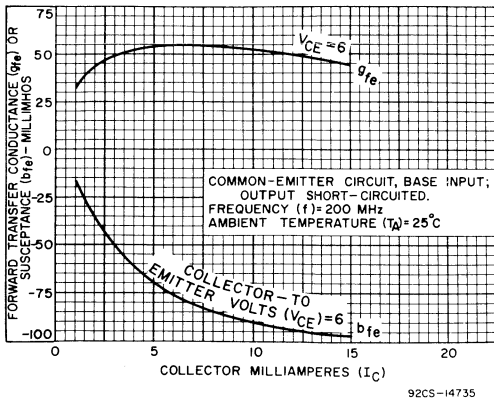 FORWARD TRANSFER CONDUCTANCE (gfe) OR
SUSCEPTANCE (bfe)-MILLIMHOS
75
50
25
0
-25
-50
-75
-100
VCE=6
gfe
COMMON-EMITTER CIRCUIT, BASE INPUT;
OUTPUT SHORT-CIRCUITED.
FREQUENCY (f)=200 MHz
AMBIENT TEMPERATURE (TA)=25°C
COLLECTOR-TO
EMITTER VOLTS (VCE)=6
bfe
0 5 10 15 20
COLLECTOR MILLIAMPERES (IC)
92CS-14735